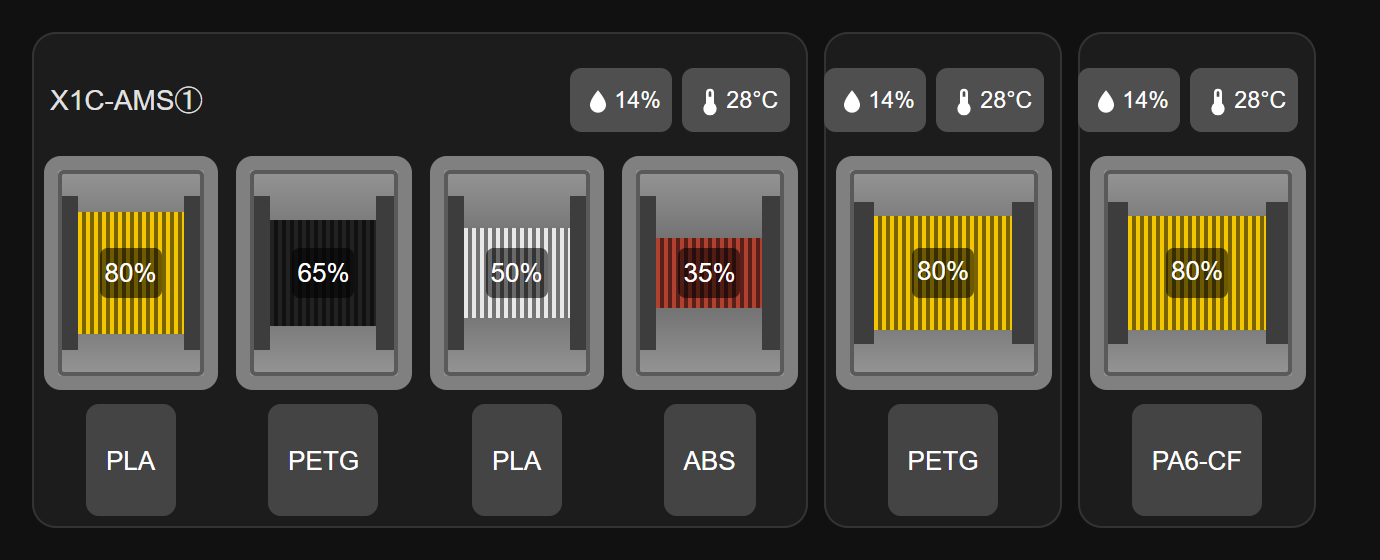 X1C-AMS① 14% 28°C 14% 28°C 14% 28°C
80% 65% 50% 35% 80% 80%
PLA PETG PLA ABS PETG PA6-CF